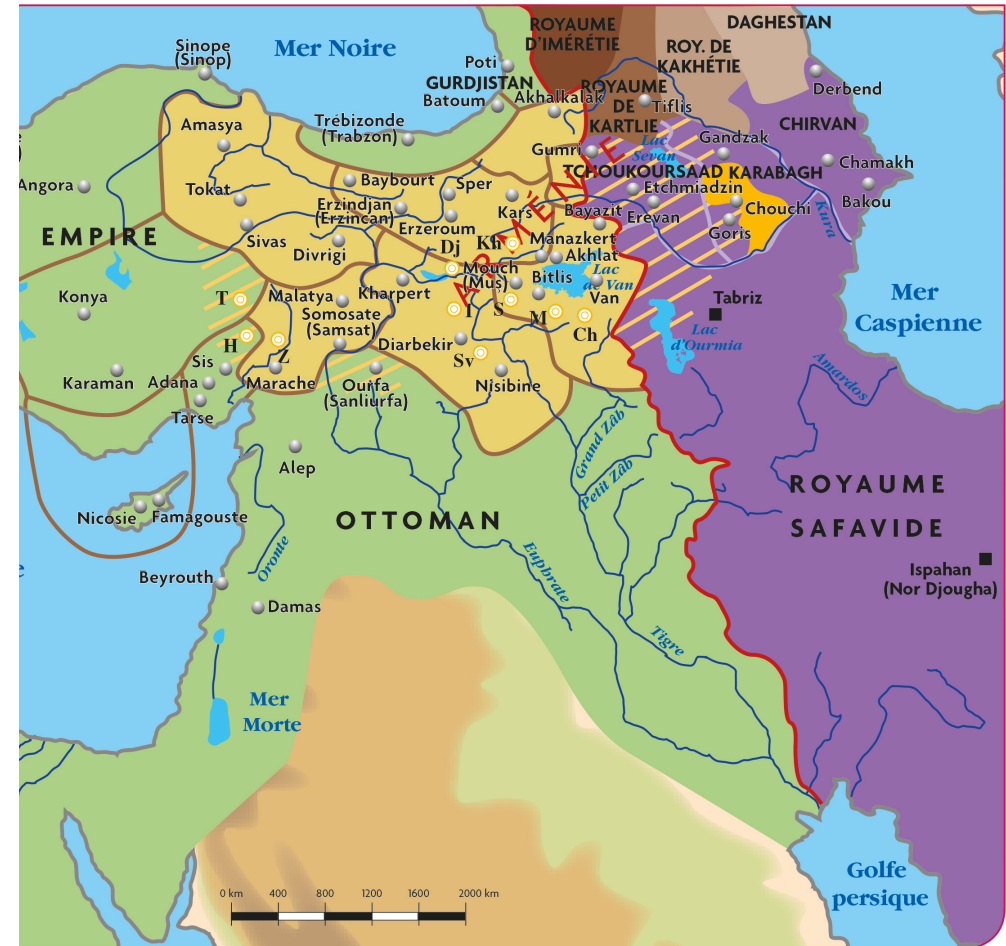 ROYAUME
D'IMÉRÉTIE
DAGHESTAN
Sinope
(Sinop)
Mer Noire
ROY. DE
KAKHÉTIE
Poti
GURDJISTAN
Batoum
Akhalkalak
ROYAUME
DE
KARTLIE
Tiflis
Derbend
Amasya
Trébizonde
(Trabzon)
CHIRVAN
Gumri
Lac
Sevan
Gandzak
Chamakh
TCHOUKOURSAAD
KARABAGH
Angora
Baybourt
Sper
Etchmiadzin
Bakou
Tokat
Erzindjan
(Erzincan)
Kars
Bayazit
Erevan
Chouchi
Kura
EMPIRE
Erzeroum
Goris
ARMÉNIE
Sivas
Divrigi
Dj
Kh
Manazkert
Akhlat
Mouch
(Mus)
Bitlis
Lac
de Van
Van
Konya
T
Malatya
Kharpert
Tabriz
Mer
Caspienne
Somosate
(Samsat)
I
S
M
Ch
Lac
d'Ourmia
H
Z
Diarbekir
Sv
Sis
Karaman
Adana
Marache
Ourfa
(Sanliurfa)
Nisibine
Amardos
Tarse
Grand Zâb
Alep
Petit Zâb
ROYAUME
SAFAVIDE
Nicosie
Famagouste
OTTOMAN
Oronte
Euphrate
Ispahan
(Nor Djougha)
Beyrouth
Damas
Tigre
Mer
Morte
Golfe
persique
0 km
400
800
1200
1600
2000 km